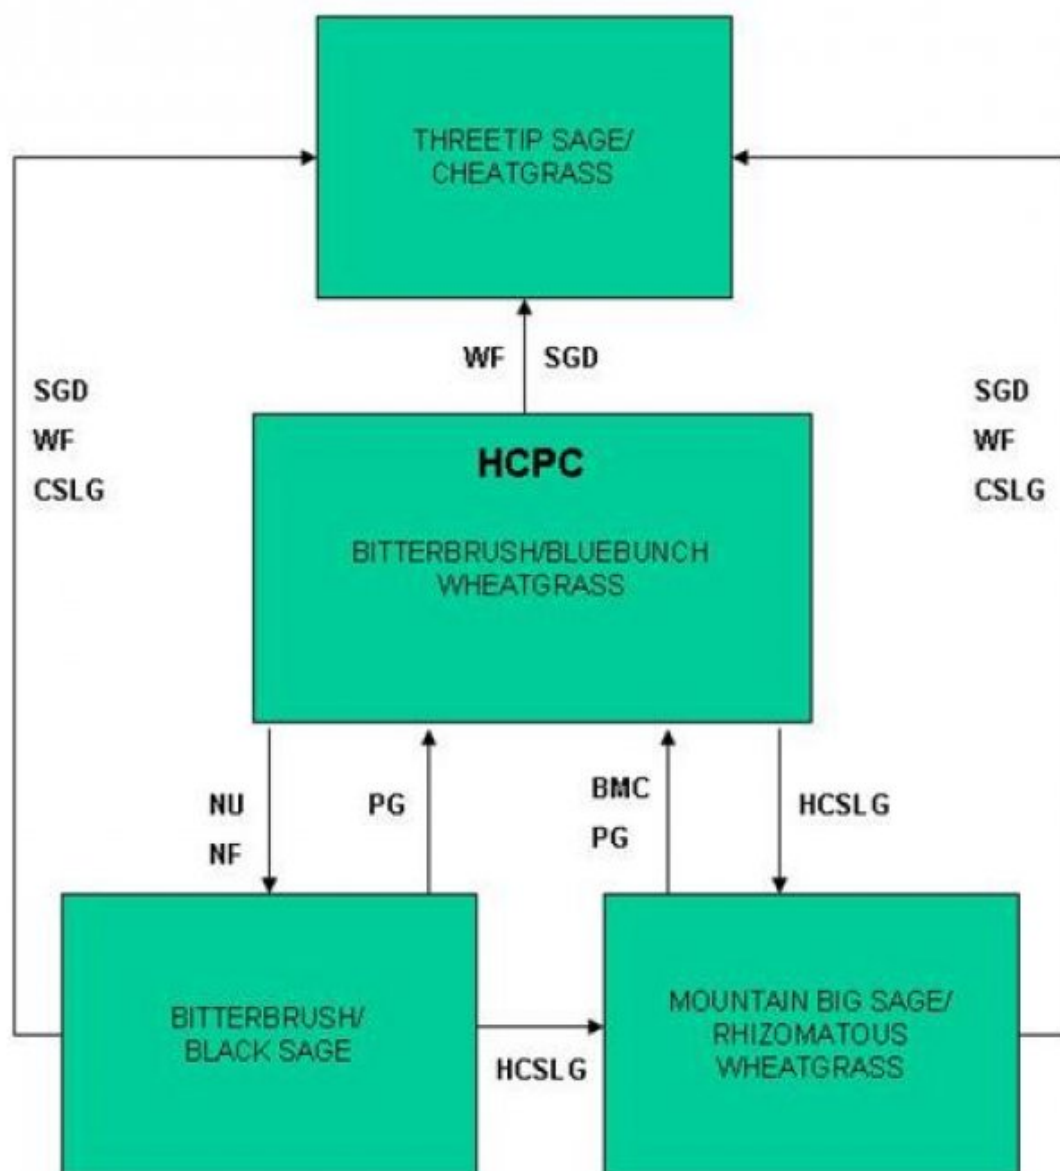 THREETIP SAGE/
CHEATGRASS
WF
SGD
SGD
WF
CSLG
SGD
WF
CSLG
HCPC
BITTERBRUSH/BLUEBUNCH
WHEATGRASS
NU
NF
PG
BMC
PG
HCSLG
BITTERBRUSH/
BLACK SAGE
HCSLG
MOUNTAIN BIG SAGE/
RHIZOMATOUS
WHEATGRASS